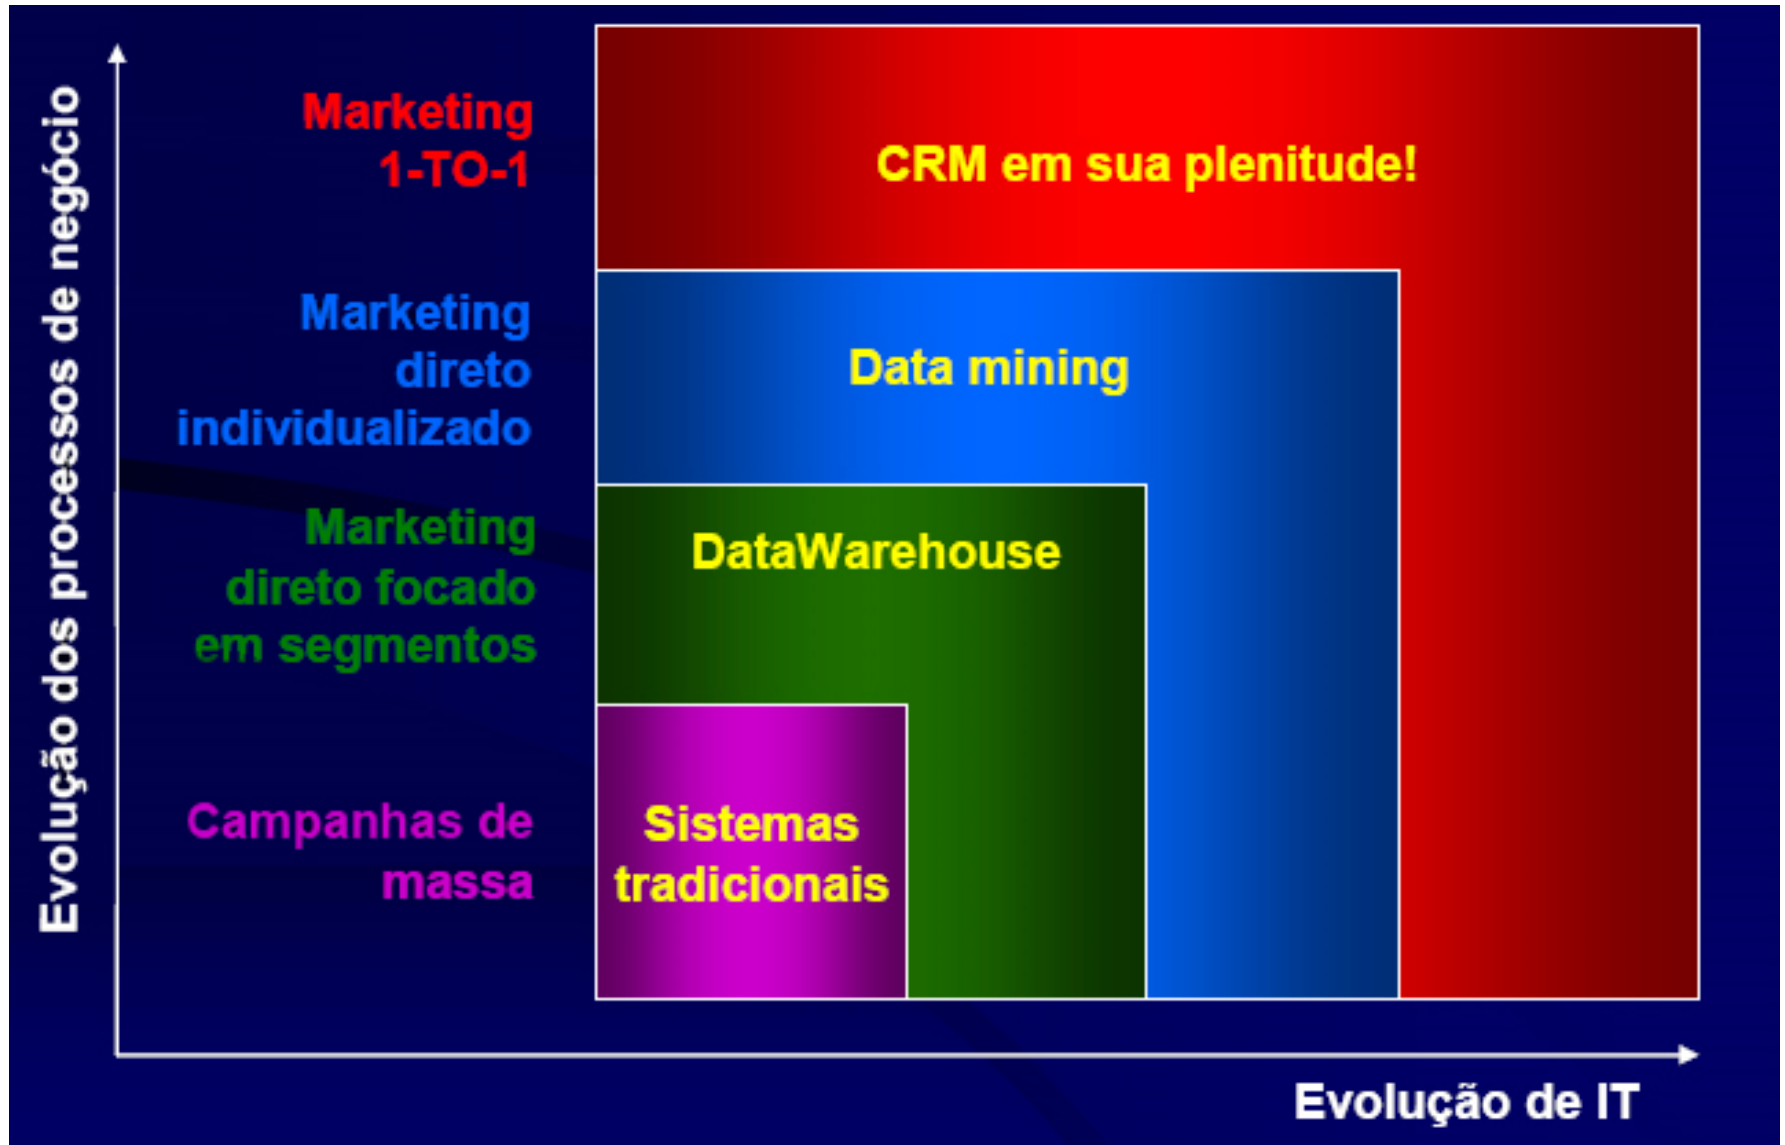 Evolução dos processos de negócio
Marketing
1-TO-1
CRM em sua plenitude!
Marketing
direto
individualizado
Data mining
Marketing
direto focado
em segmentos
DataWarehouse
Campanhas de
massa
Sistemas
tradicionais
Evolução de IT